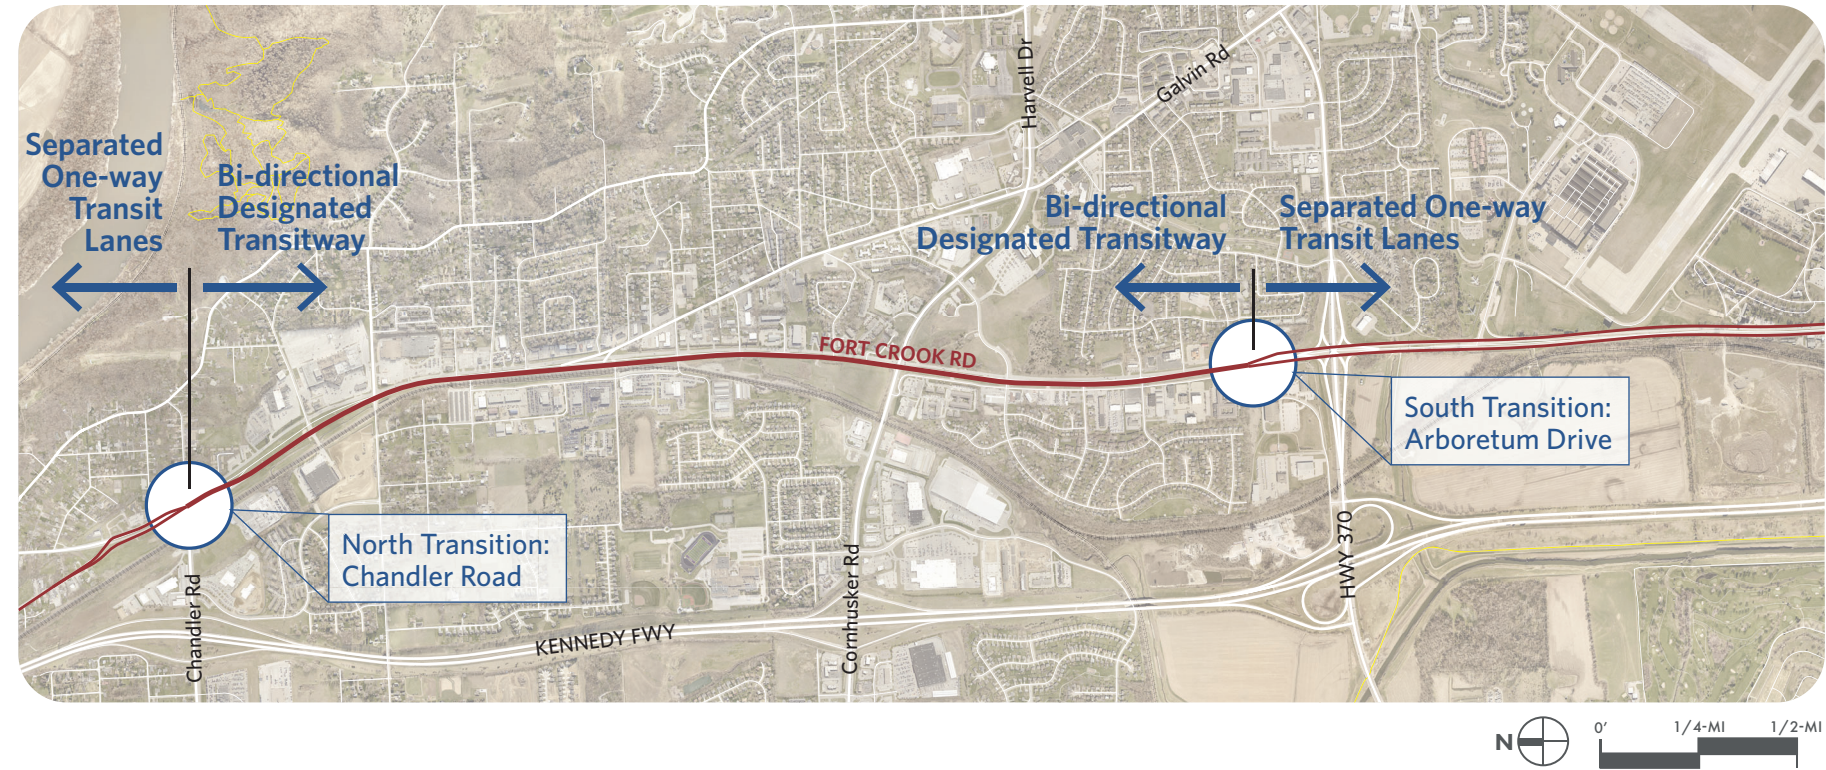 Harvell Dr
Galvin Rd
Separated
One-way
Transit
Lanes
Bi-directional
Designated
Transitway
Bi-directional
Designated Transitway
Separated One-way
Transit Lanes
FORT CROOK RD
South Transition:
Arboretum Drive
North Transition:
Chandler Road
Chandler Rd
KENNEDY FWY
Cornhusker Rd
HWY 370
N
0' 1/4-MI 1/2-MI